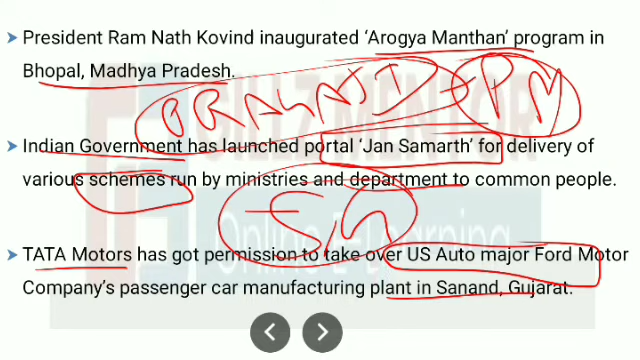 ➤ President Ram Nath Kovind inaugurated ‘Arogya Manthan’ program in
Bhopal, Madhya Pradesh.
PM
➤ Indian Government has launched portal ‘Jan Samarth’ for delivery of
various schemes run by ministries and department to common people.
➤ TATA Motors has got permission to take over US Auto major Ford Motor
Company’s passenger car manufacturing plant in Sanand, Gujarat.